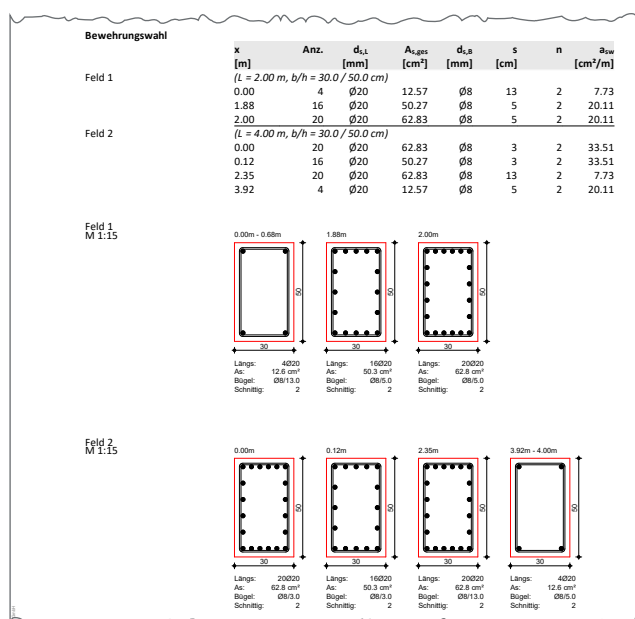 Bewehrungswahl
x Anz. ds,L As,ges ds,B s n asw
[m] [mm] [cm²] [mm] [cm] [cm²/m]
Feld 1 (L = 2.00 m, b/h = 30.0 / 50.0 cm)
0.00 4 Ø20 12.57 Ø8 13 2 7.73
1.88 16 Ø20 50.27 Ø8 5 2 20.11
2.00 20 Ø20 62.83 Ø8 5 2 20.11
Feld 2 (L = 4.00 m, b/h = 30.0 / 50.0 cm)
0.00 20 Ø20 62.83 Ø8 3 2 33.51
0.12 16 Ø20 50.27 Ø8 3 2 33.51
2.35 20 Ø20 62.83 Ø8 13 2 7.73
3.92 4 Ø20 12.57 Ø8 5 2 20.11
Feld 1
M 1:15
0.00m - 0.68m 1.88m 2.00m
50 50 50
30 30 30
Längs: 4Ø20 Längs: 16Ø20 Längs: 20Ø20
As: 12.6 cm² As: 50.3 cm² As: 62.8 cm²
Bügel: Ø8/13.0 Bügel: Ø8/5.0 Bügel: Ø8/5.0
Schnittig: 2 Schnittig: 2 Schnittig: 2
Feld 2
M 1:15
0.00m 0.12m 2.35m 3.92m - 4.00m
50 50 50 50
30 30 30 30
Längs: 20Ø20 Längs: 16Ø20 Längs: 20Ø20 Längs: 4Ø20
As: 62.8 cm² As: 50.3 cm² As: 62.8 cm² As: 12.6 cm²
Bügel: Ø8/3.0 Bügel: Ø8/3.0 Bügel: Ø8/13.0 Bügel: Ø8/5.0
Schnittig: 2 Schnittig: 2 Schnittig: 2 Schnittig: 2